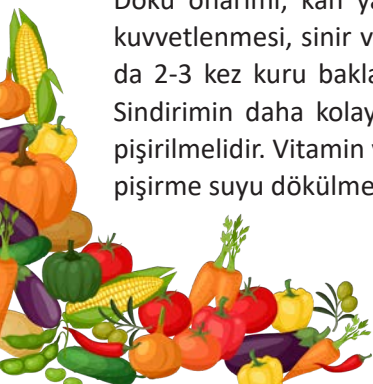 Doku onarımı, kan ya
kuvvetlenmesi, sinir v
da 2-3 kez kuru bakla
Sindirimin daha kolay
pişirilmelidir. Vitamin
pişirme suyu dökülme